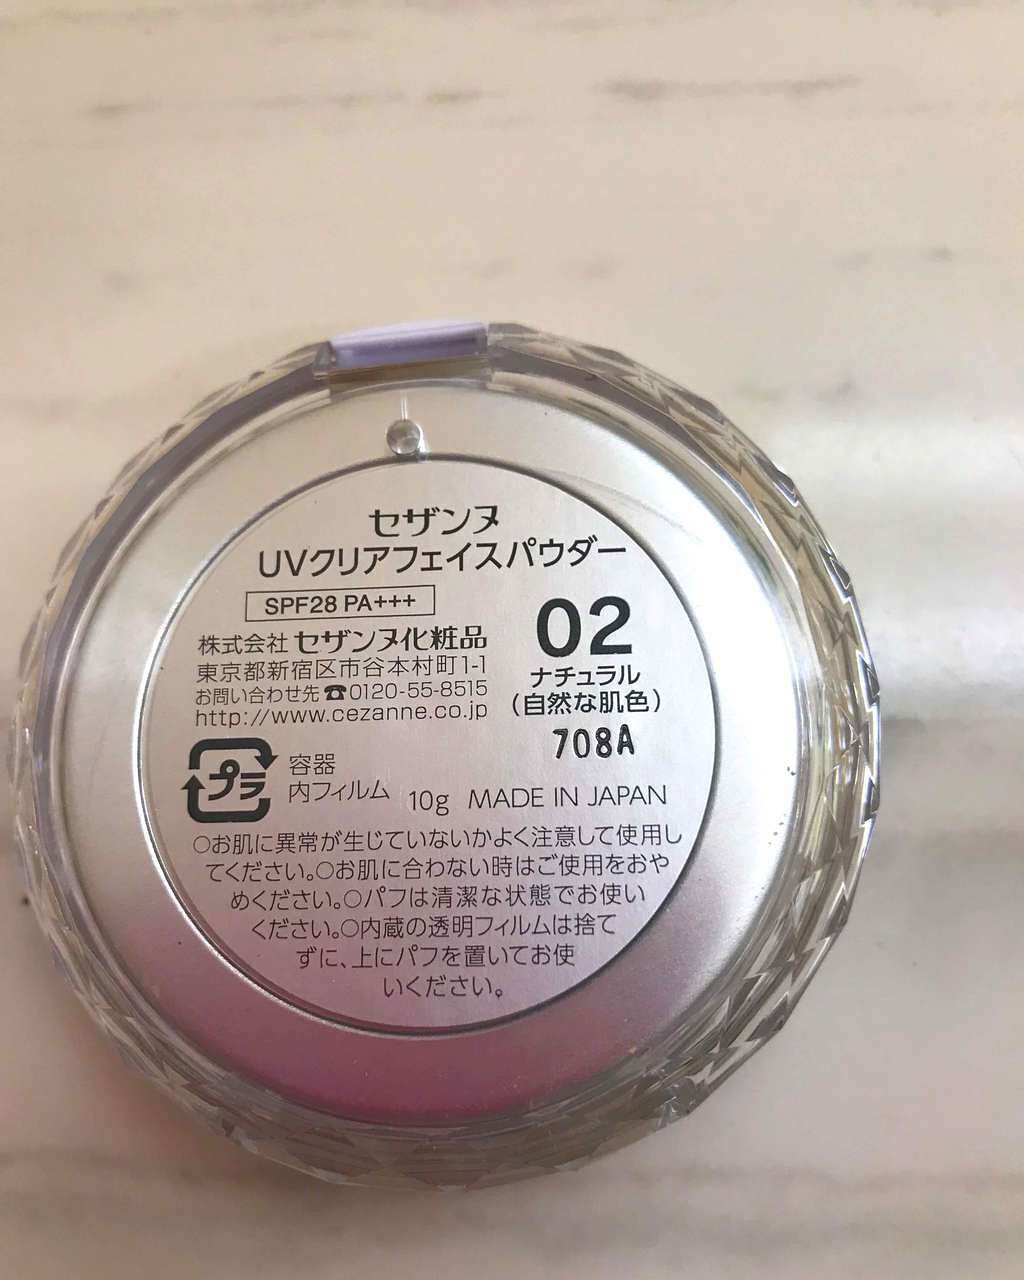 セザンヌ
UVクリアフェイスパウダー
SPF28 PA+++
02
ナチュラル
(自然な肌色)
708A
株式会社 セザンヌ化粧品
東京都新宿区市谷本村町1-1
お問い合わせ先☎0120-55-8515
http://www.cezanne.co.jp
プラ
容器
内フィルム
10g MADE IN JAPAN
○お肌に異常が生じていないかよく注意して使用し
てください。○お肌に合わない時はご使用をおや
めください。○パフは清潔な状態でお使い
ください。○内蔵の透明フィルムは捨て
ずに、上にパフを置いてお使
いください。